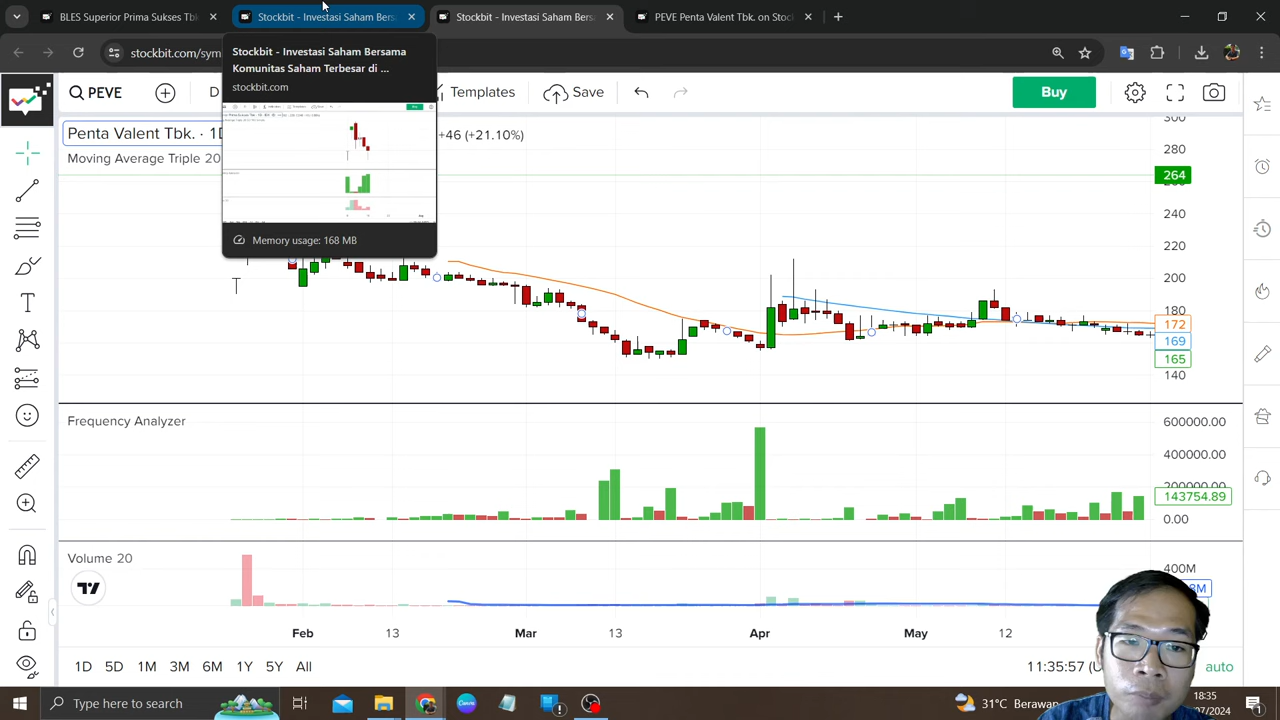 BLES Superior Prima Sukses Tbk
Stockbit - Investasi Saham Bers
Stockbit - Investasi Saham Bers
PEVE Penta Valent Tbk. on Stock
stockbit.com/sym
Stockbit - Investasi Saham Bersama
Komunitas Saham Terbesar di ...
stockbit.com
Memory usage: 168 MB
PEVE
D
Templates
Save
Buy
Penta Valent Tbk. · 1D
+46 (+21.10%)
Moving Average Triple 20
300
280
264
240
220
200
180
172
169
165
140
Frequency Analyzer
600000.00
400000.00
200000.00
143754.89
0.00
Volume 20
400M
M
Feb
13
Mar
13
Apr
May
12
1D
5D
1M
3M
6M
1Y
5Y
All
11:35:57 (U
auto
Type here to search
31°C Berawan
18:35
07/2024